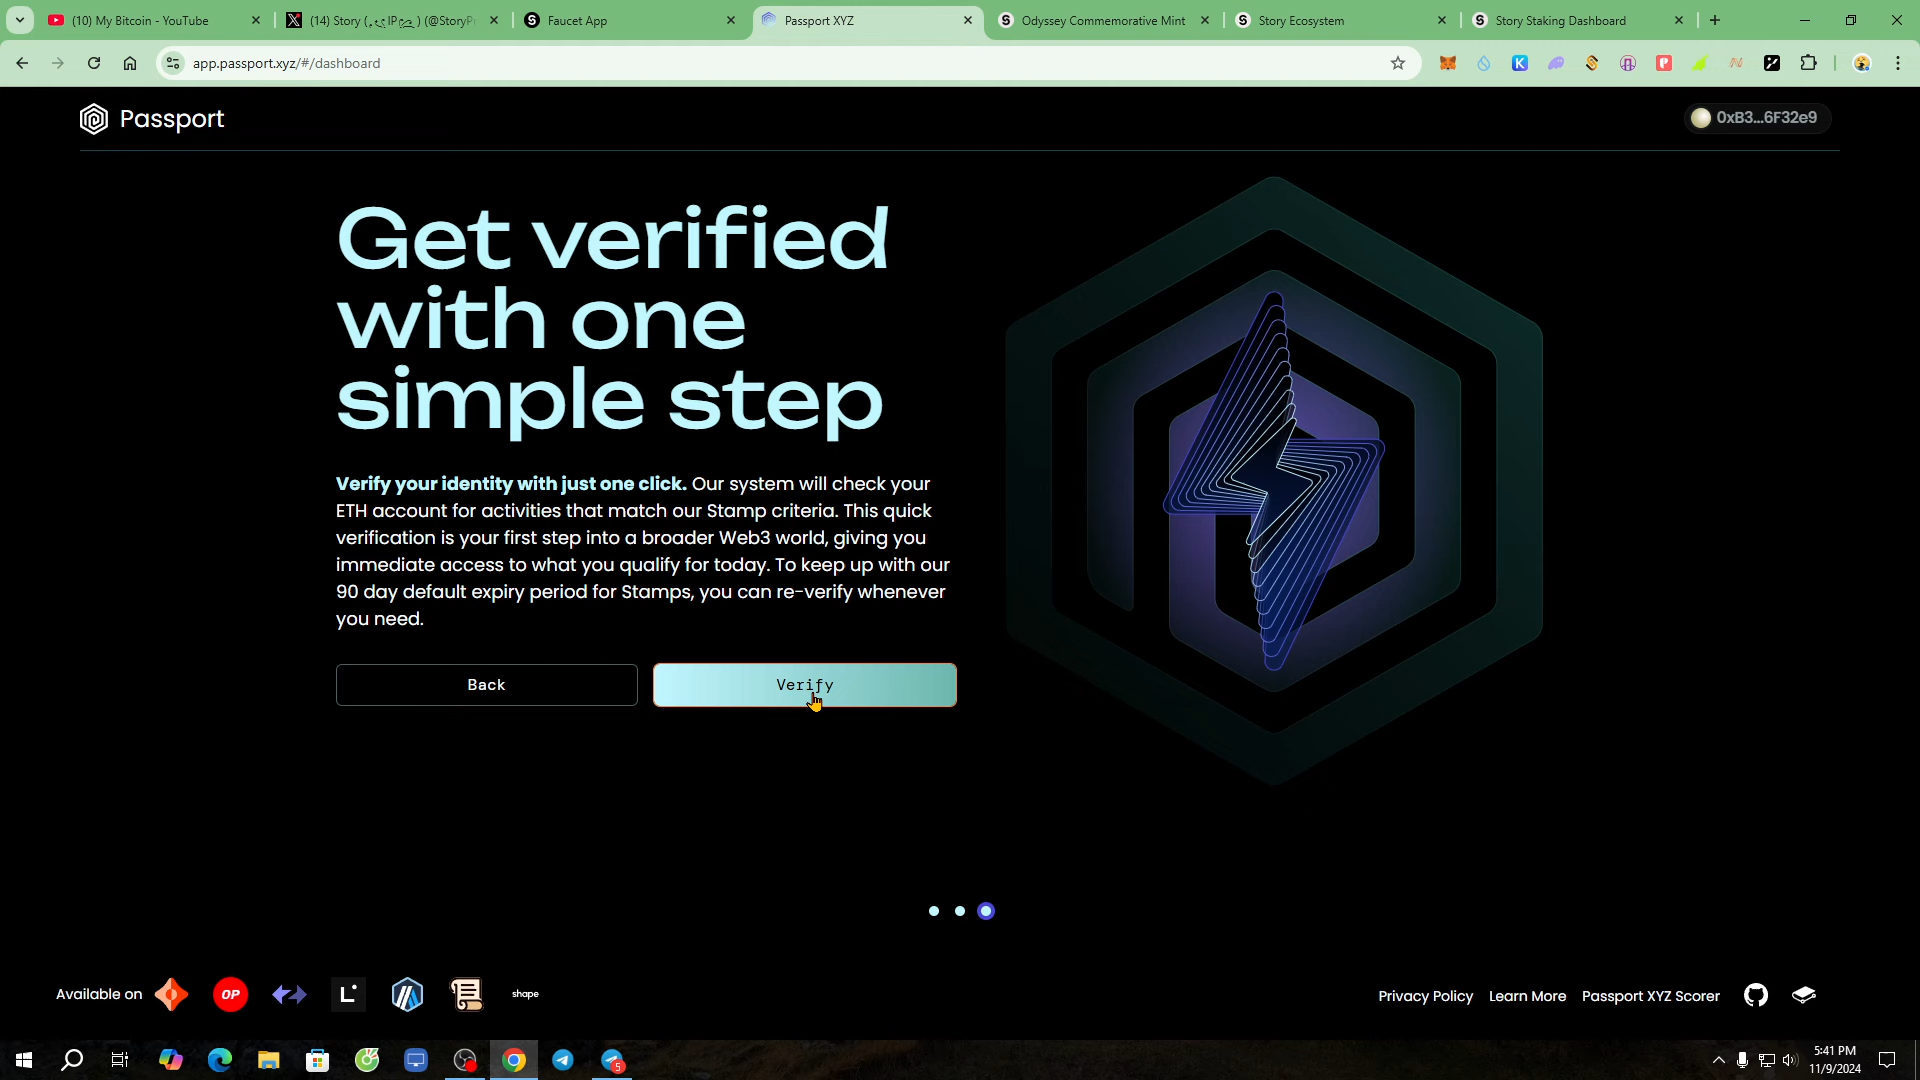 (10) My Bitcoin - YouTube
Faucet App
Passport XYZ
Odyssey Commemorative Mint
Story Ecosystem
Story Staking Dashboard
app.passport.xyz/#/dashboard
Passport
0xB3...6F32e9
Get verified
with one
simple step
Verify your identity with just one click. Our system will check your
ETH account for activities that match our Stamp criteria. This quick
verification is your first step into a broader Web3 world, giving you
immediate access to what you qualify for today. To keep up with our
90 day default expiry period for Stamps, you can re-verify whenever
you need.
Back
Verify
Available on
OP
L
shape
Privacy Policy
Learn More
Passport XYZ Scorer
5
5:41 PM
11/9/2024